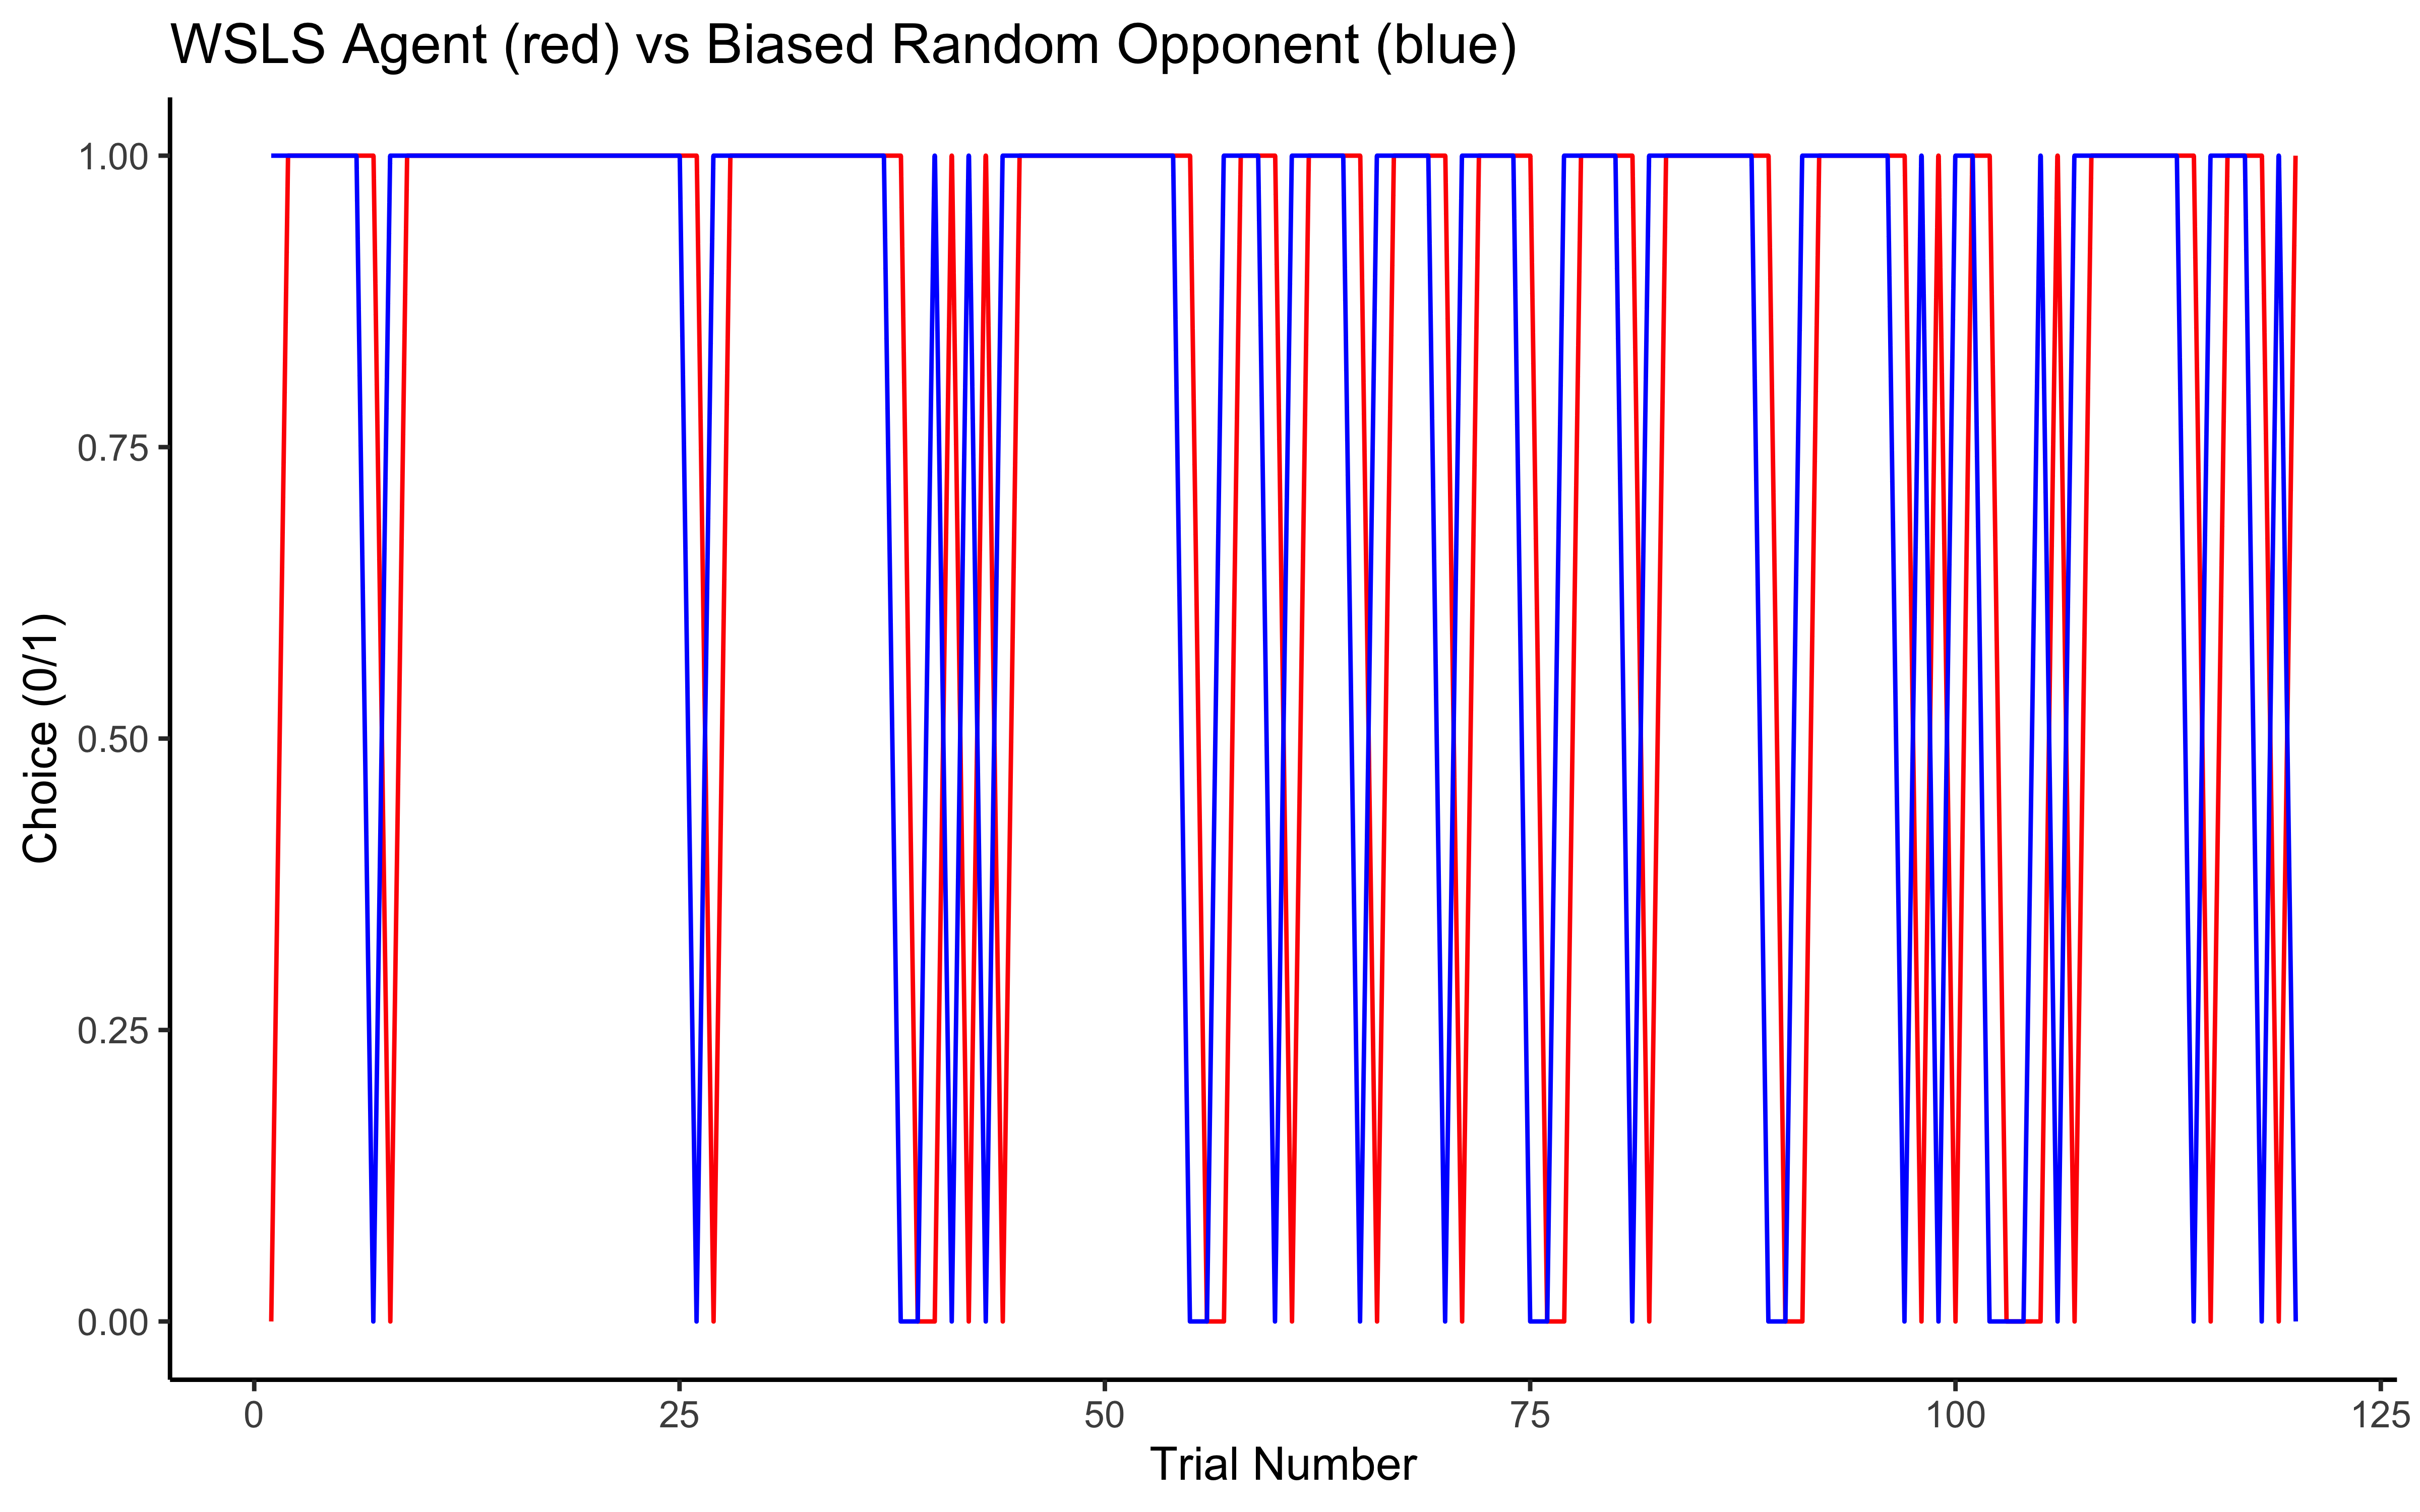 WSLS Agent (red) vs Biased Random Opponent (blue)
1.00
0.75
0.50
0.25
0.00
Choice (0/1)
0 25 50 75 100 125
Trial Number